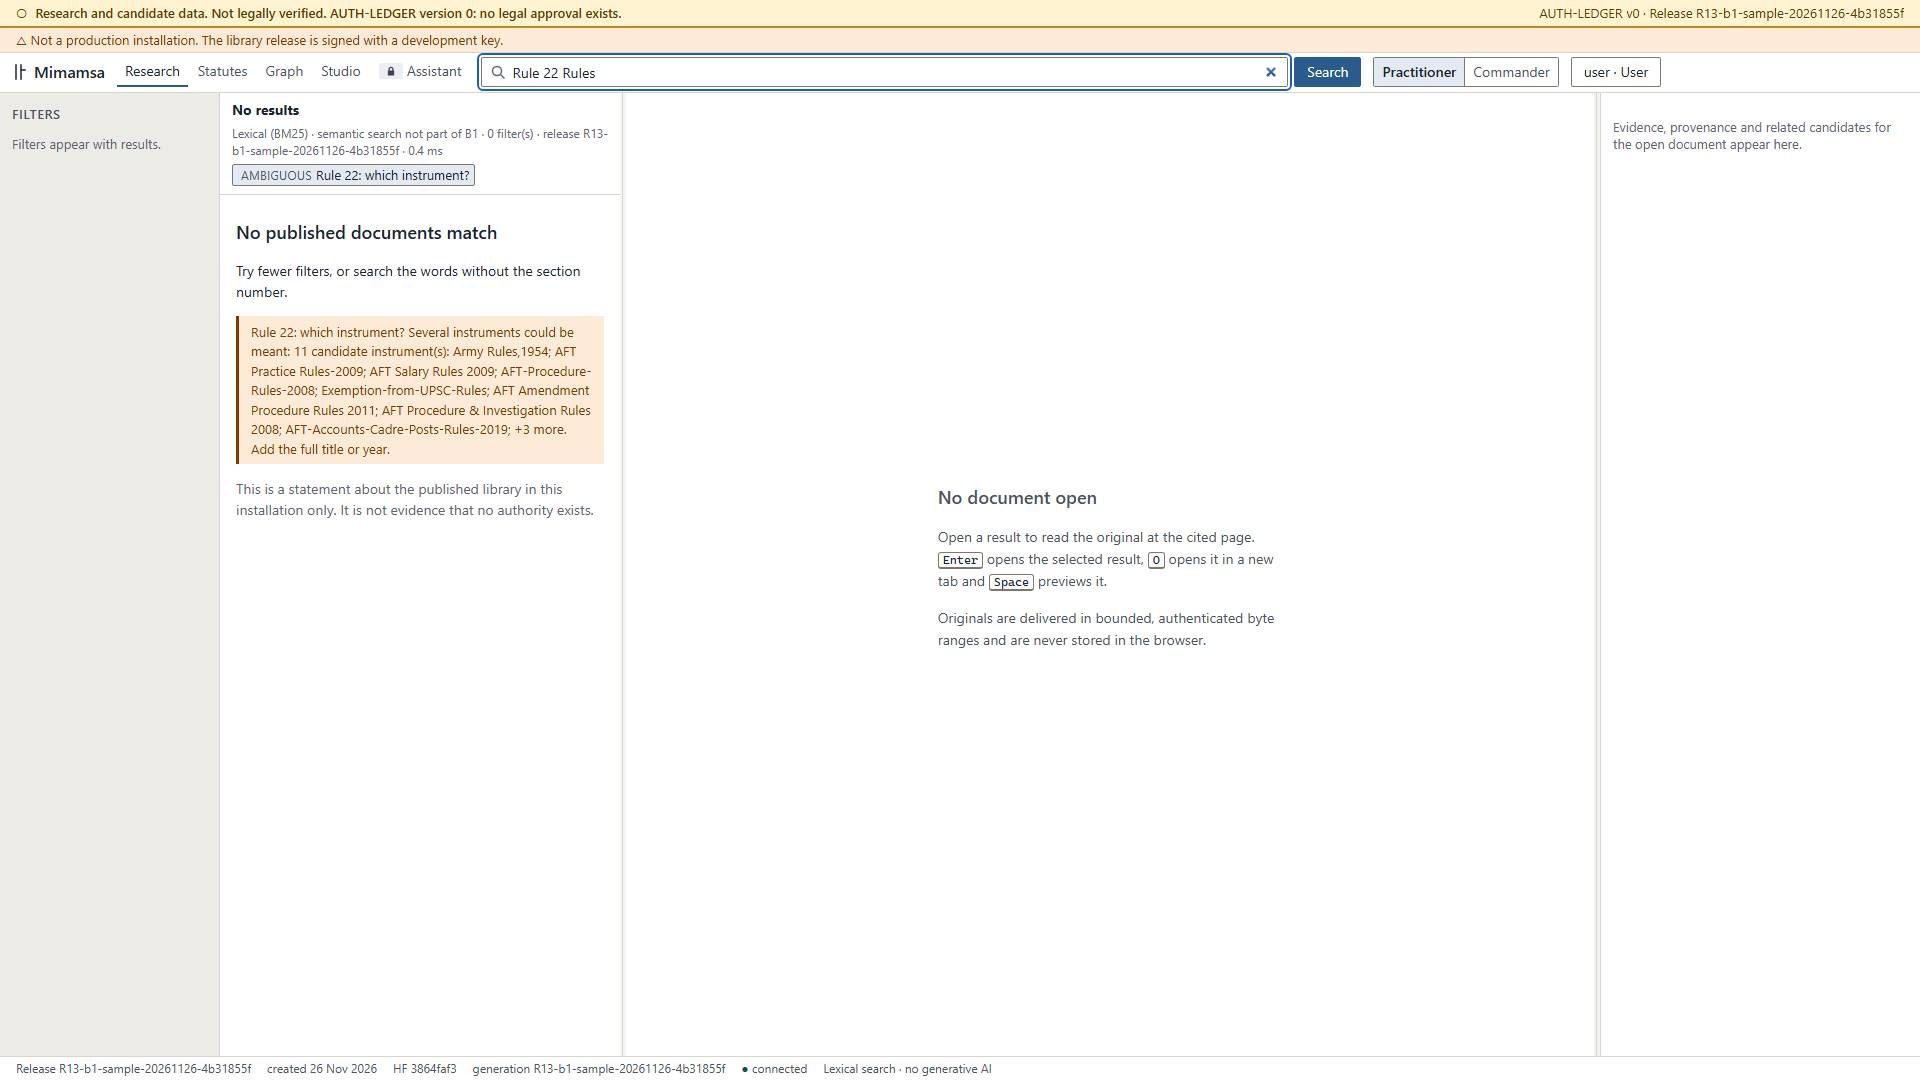 ○ Research and candidate data. Not legally verified. AUTH-LEDGER version 0: no legal approval exists.
AUTH-LEDGER v0 · Release R13-b1-sample-20261126-4b31855f
⚠ Not a production installation. The library release is signed with a development key.
Mimamsa
Research
Statutes
Graph
Studio
Assistant
Rule 22 Rules
Search
Practitioner
Commander
user · User
FILTERS
Filters appear with results.
No results
Lexical (BM25) · semantic search not part of B1 · 0 filter(s) · release R13-
b1-sample-20261126-4b31855f · 0.4 ms
AMBIGUOUS Rule 22: which instrument?
No published documents match
Try fewer filters, or search the words without the section
number.
Rule 22: which instrument? Several instruments could be
meant: 11 candidate instrument(s): Army Rules,1954; AFT
Practice Rules-2009; AFT Salary Rules 2009; AFT-Procedure-
Rules-2008; Exemption-from-UPSC-Rules; AFT Amendment
Procedure Rules 2011; AFT Procedure & Investigation Rules
2008; AFT-Accounts-Cadre-Posts-Rules-2019; +3 more.
Add the full title or year.
This is a statement about the published library in this
installation only. It is not evidence that no authority exists.
No document open
Open a result to read the original at the cited page.
Enter opens the selected result, O opens it in a new
tab and Space previews it.
Originals are delivered in bounded, authenticated byte
ranges and are never stored in the browser.
Evidence, provenance and related candidates for
the open document appear here.
Release R13-b1-sample-20261126-4b31855f
created 26 Nov 2026
HF 3864faf3
generation R13-b1-sample-20261126-4b31855f
● connected
Lexical search · no generative AI